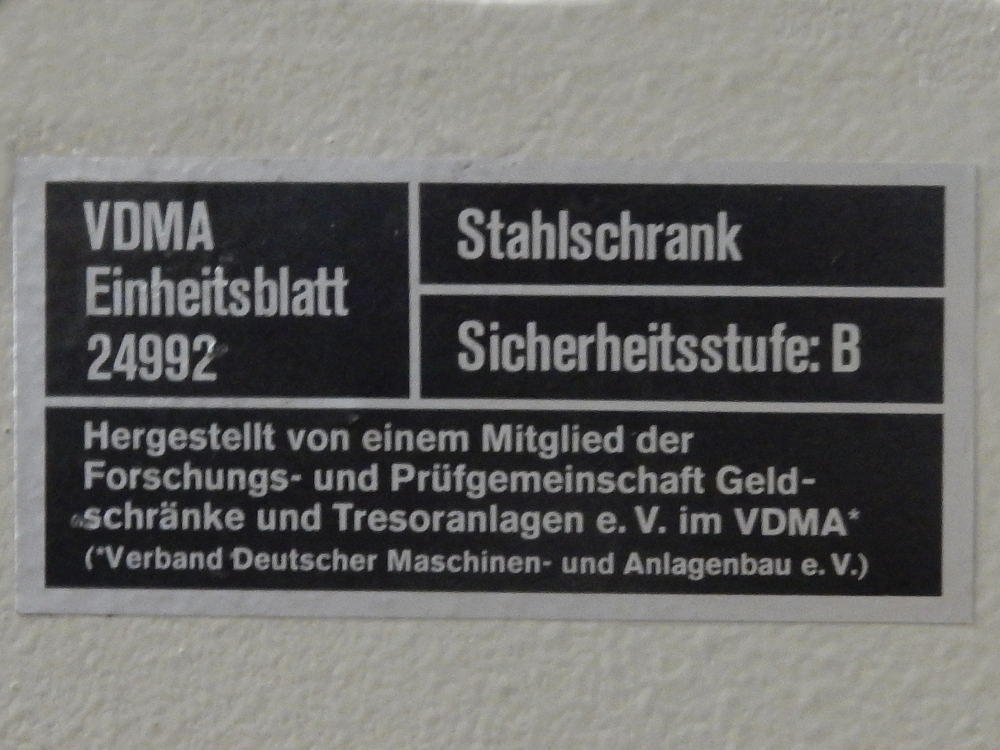 VDMA
Einheitsblatt
24992
Stahlschrank
Sicherheitsstufe: B
Hergestellt von einem Mitglied der
Forschungs- und Prüfgemeinschaft Geld-
schränke und Tresoranlagen e. V. im VDMA*
(*Verband Deutscher Maschinen- und Anlagenbau e. V.)